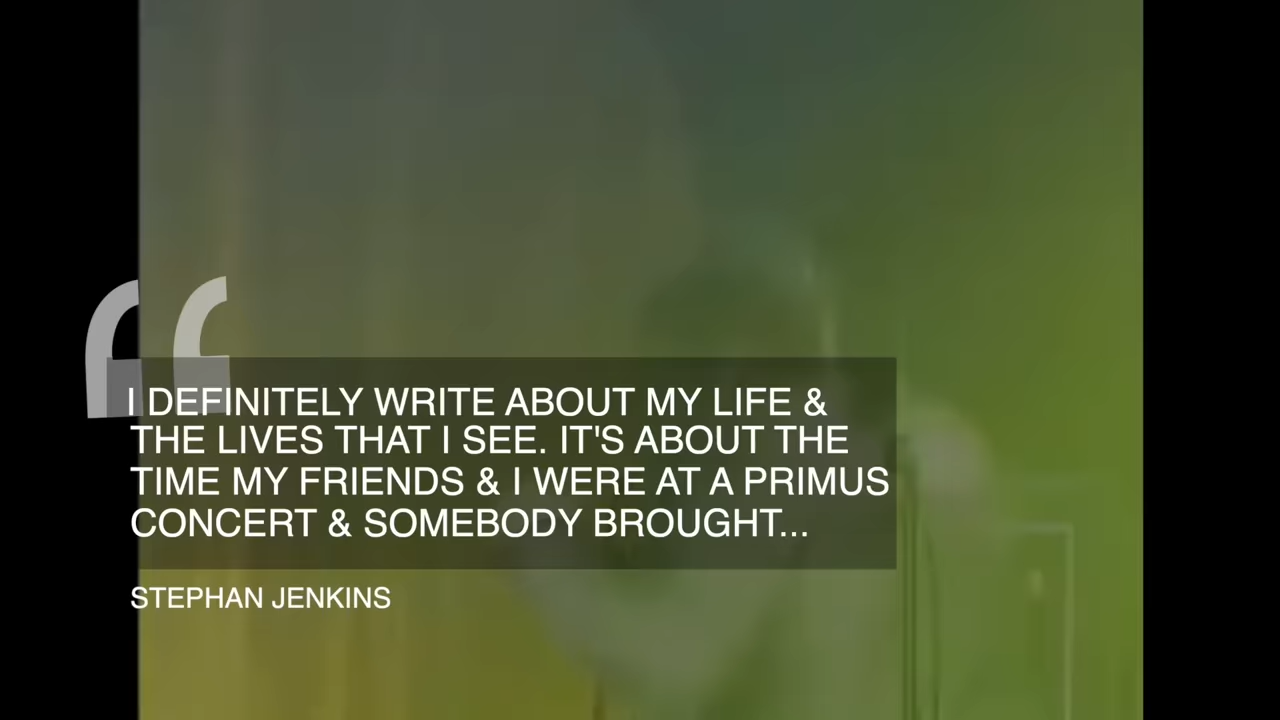 “
I DEFINITELY WRITE ABOUT MY LIFE &
THE LIVES THAT I SEE. IT'S ABOUT THE
TIME MY FRIENDS & I WERE AT A PRIMUS
CONCERT & SOMEBODY BROUGHT...
STEPHAN JENKINS